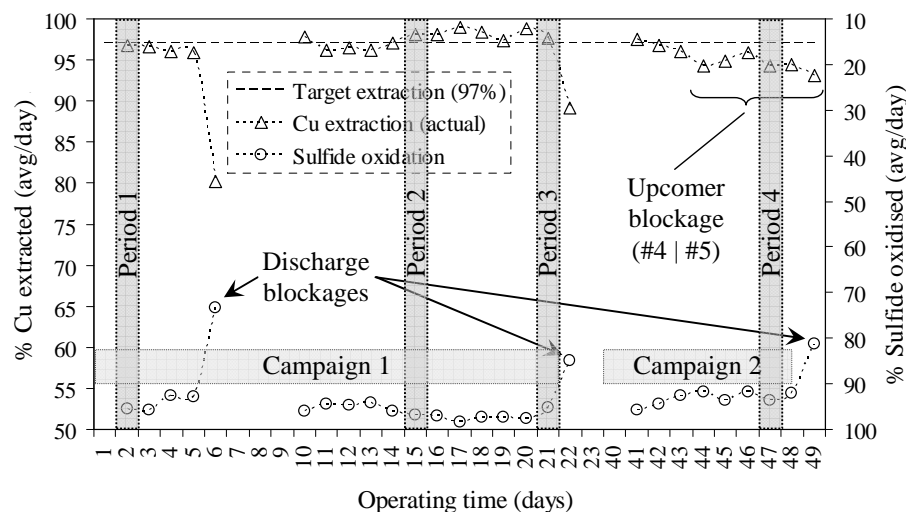 100
95
90
85
80
75
70
65
60
55
50
% Cu extracted (avg/day)
10
20
30
40
50
60
70
80
90
100
% Sulfide oxidised (avg/day)
Target extraction (97%)
Cu extraction (actual)
Sulfide oxidation
Period 1
Period 2
Period 3
Period 4
Upcomer
blockage
(#4 | #5)
Discharge
blockages
Campaign 1
Campaign 2
1 2 3 4 5 6 7 8 9 10 11 12 13 14 15 16 17 18 19 20 21 22 23 40 41 42 43 44 45 46 47 48 49
Operating time (days)